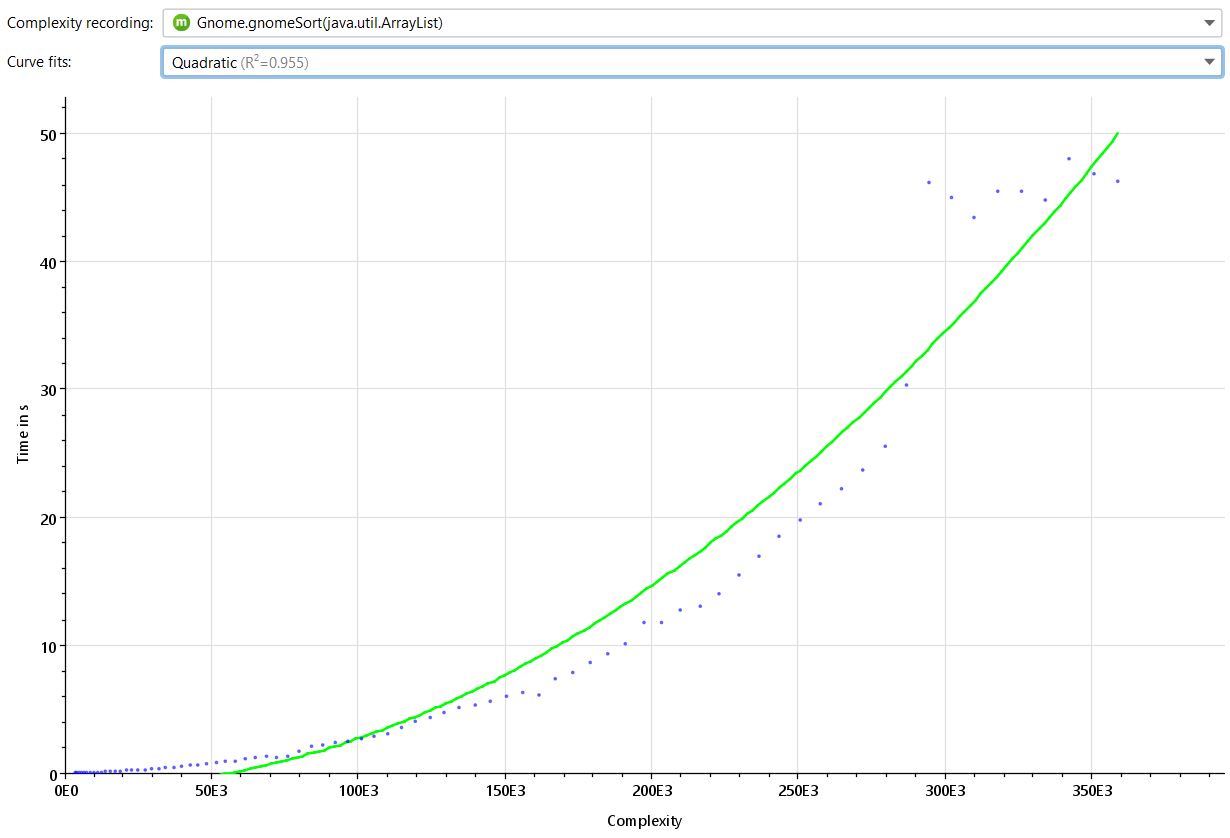 Complexity recording: m Gnome.gnomeSort(java.util.ArrayList)
Curve fits: Quadratic (R²=0.955)
50
40
30
20
10
0
Time in s
0E0 50E3 100E3 150E3 200E3 250E3 300E3 350E3
Complexity